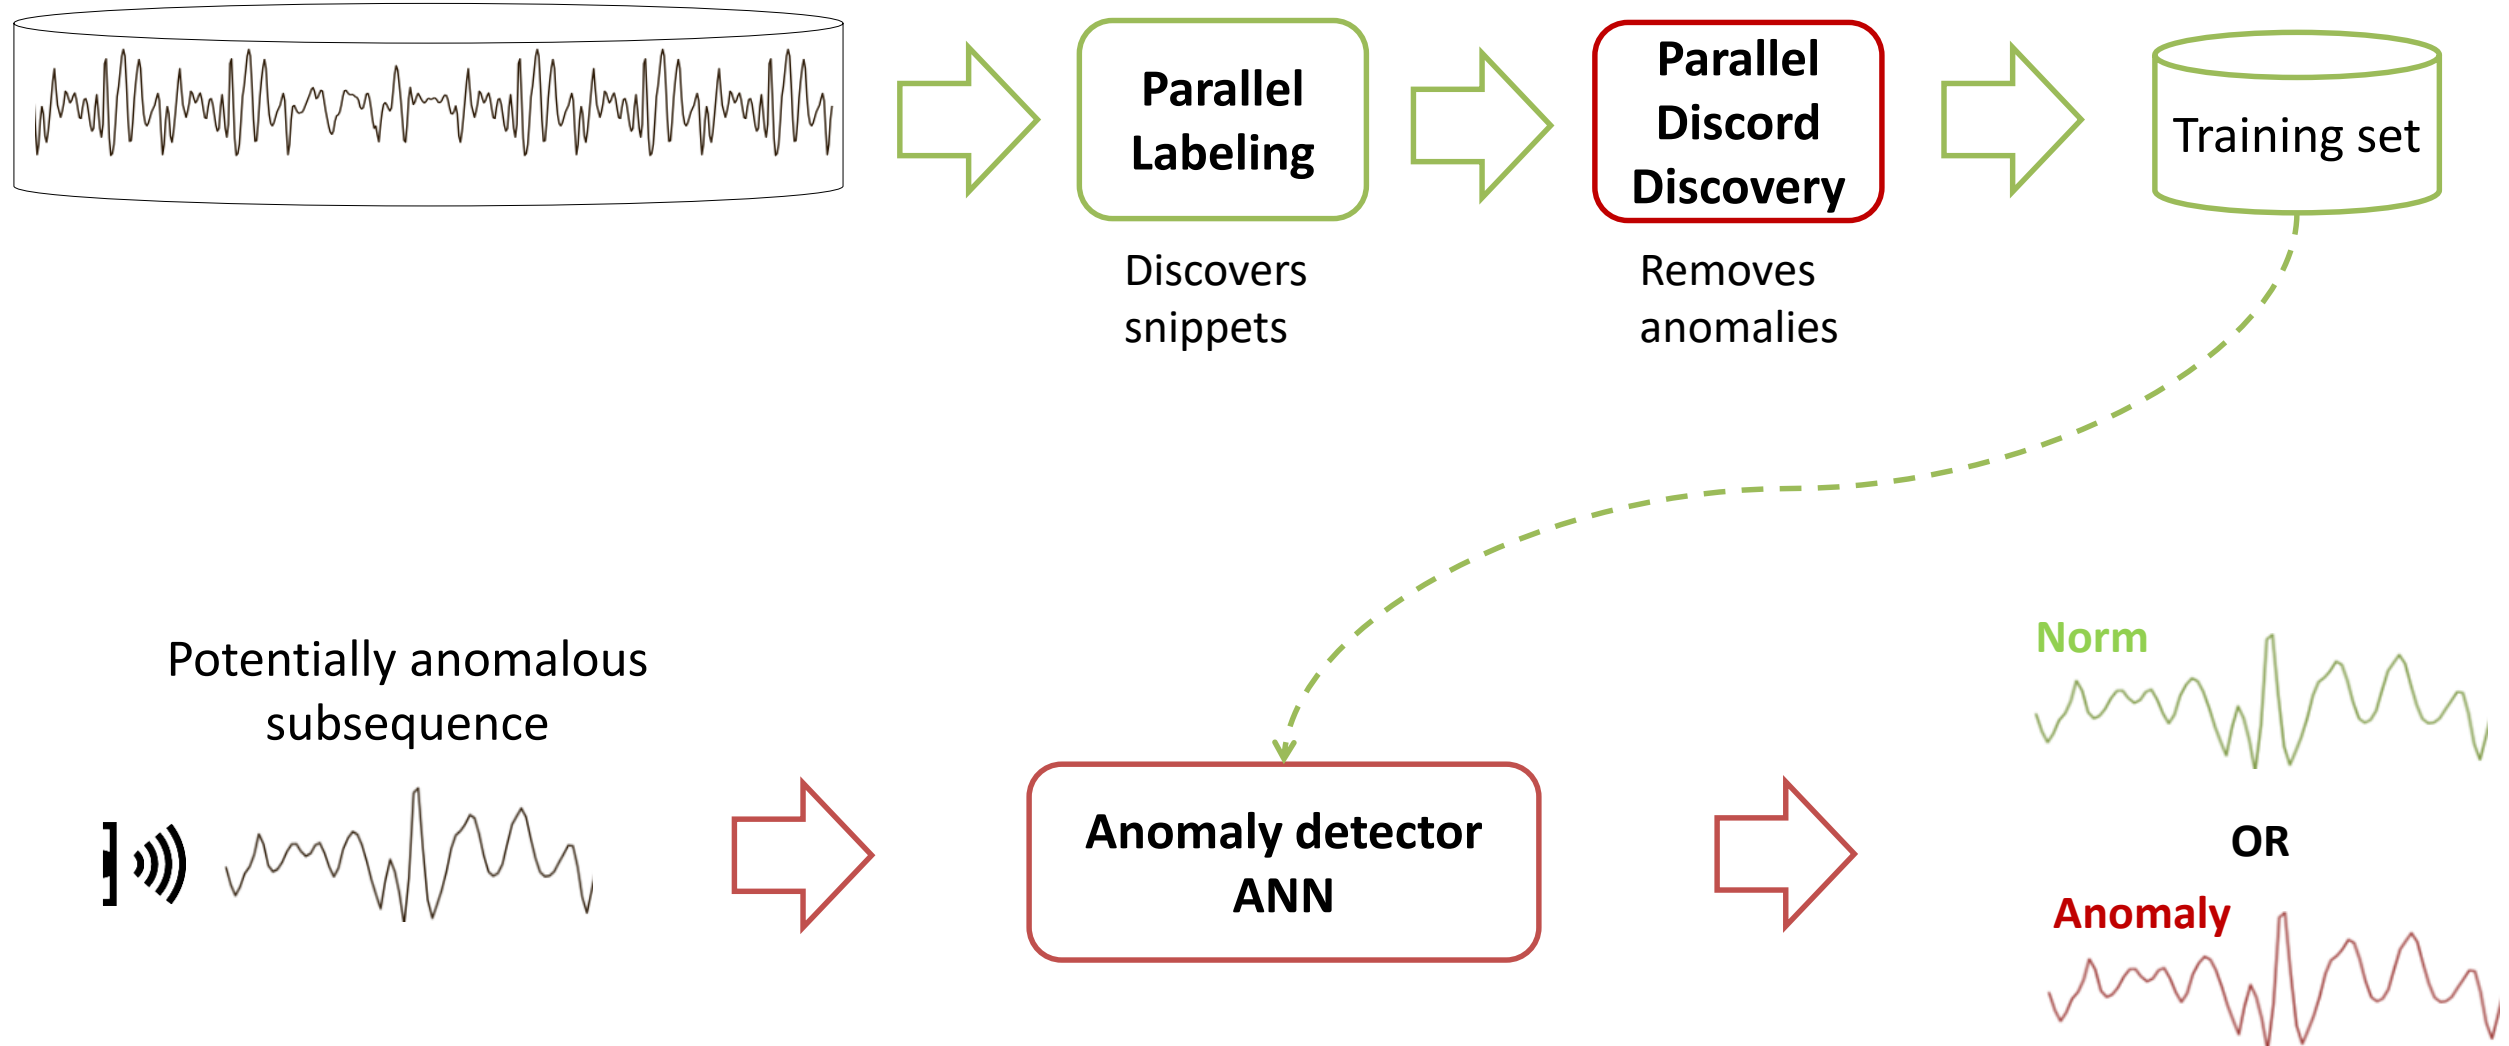 Parallel
Labeling
Parallel
Discord
Discovery
Training set
Discovers
snippets
Removes
anomalies
Potentially anomalous
subsequence
Anomaly detector
ANN
Norm
OR
Anomaly